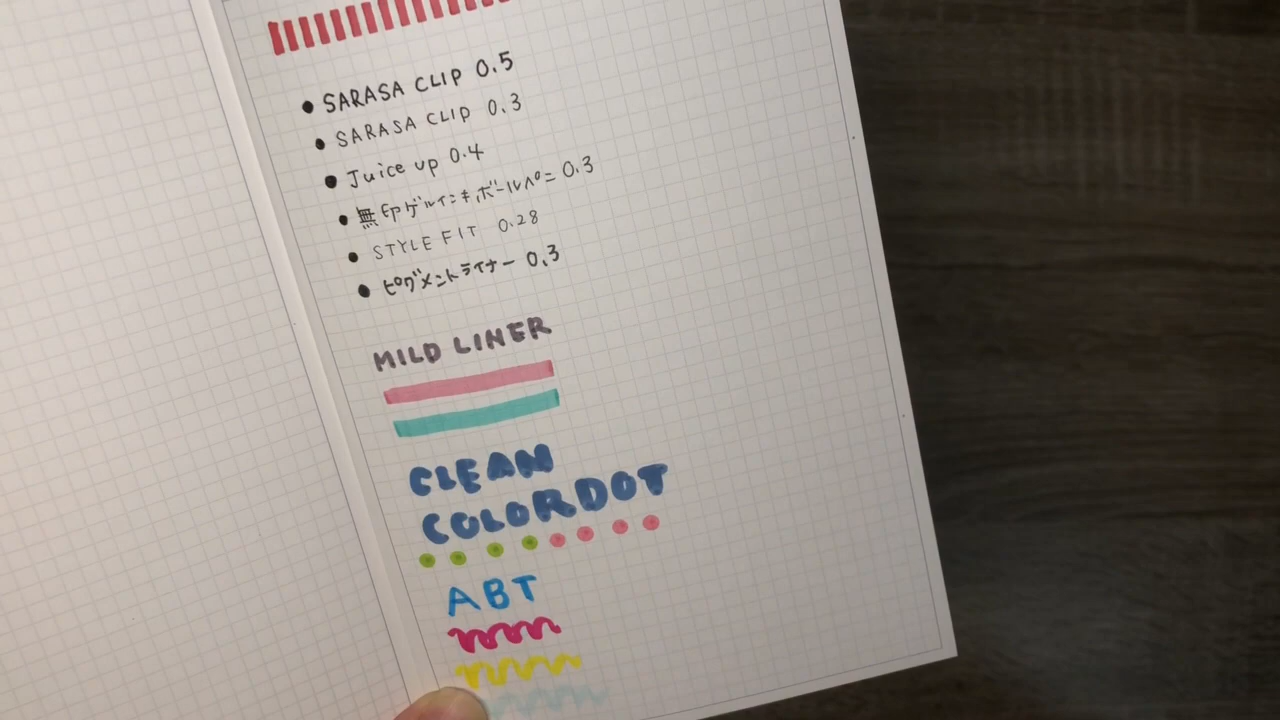 • SARASA CLIP 0.5
• SARASA CLIP 0.3
• Juice up 0.4
• 無印ゲルインキボールペン 0.3
• STYLE FIT 0.28
• ピグメントライナー 0.3
MILD LINER
CLEAN
COLORDOT
ABT